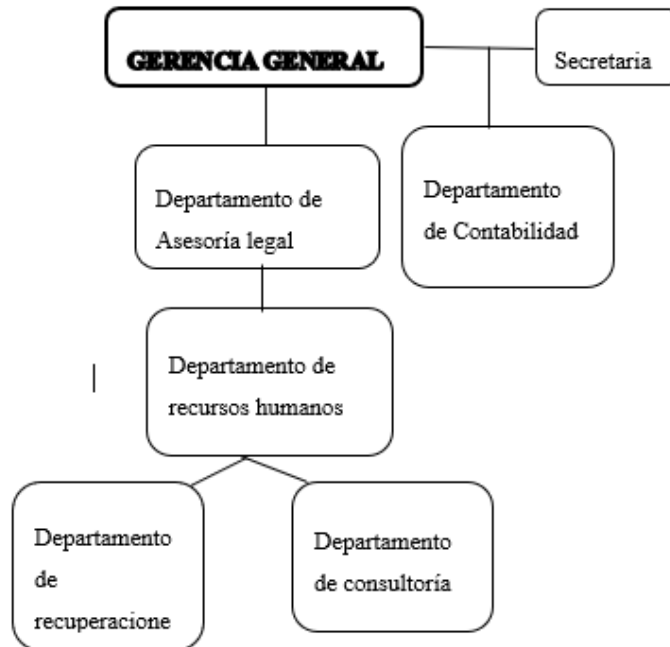 GERENCIA GENERAL
Secretaria
Departamento de
Asesoría legal
Departamento
de Contabilidad
Departamento de
recursos humanos
Departamento
de
recuperacione
Departamento
de consultoría